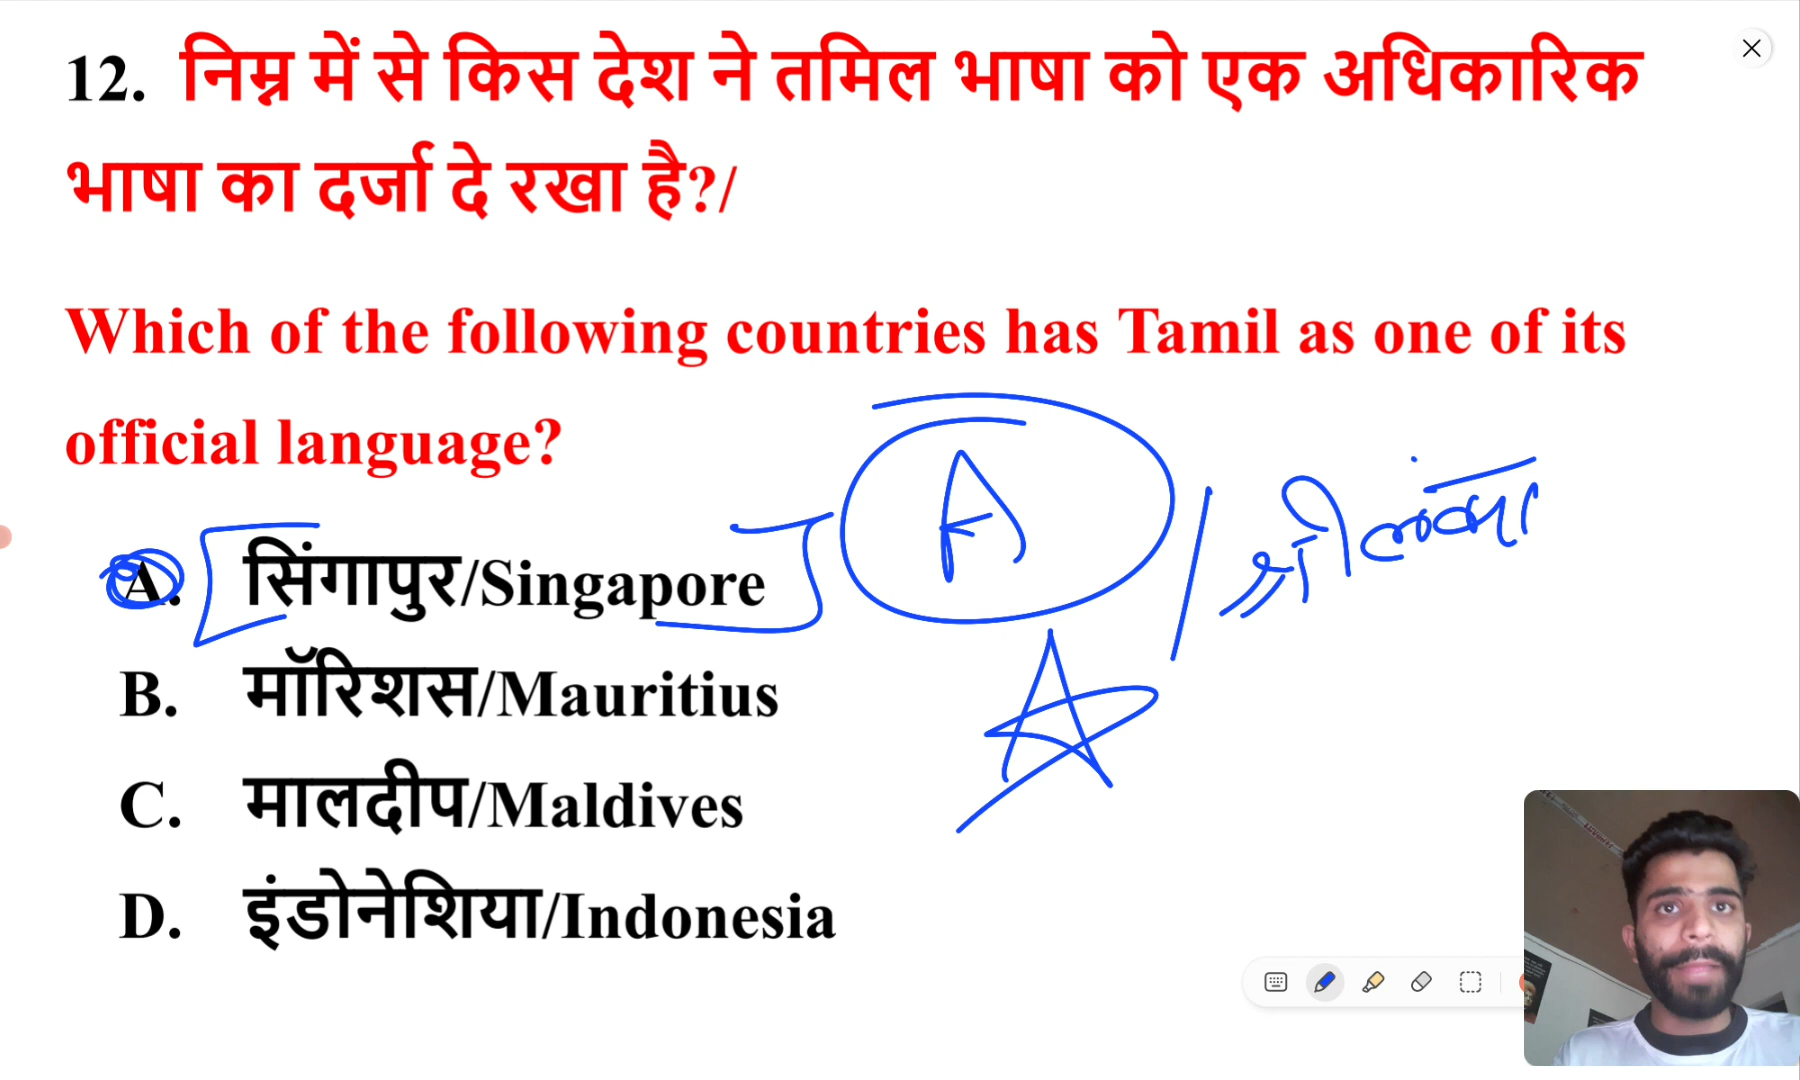 12. निम्न में से किस देश ने तमिल भाषा को एक अधिकारिक
भाषा का दर्जा दे रखा है?/
Which of the following countries has Tamil as one of its
official language?
A
श्रीलंका
A. सिंगापुर/Singapore
B. मॉरिशस/Mauritius
C. मालदीप/Maldives
D. इंडोनेशिया/Indonesia